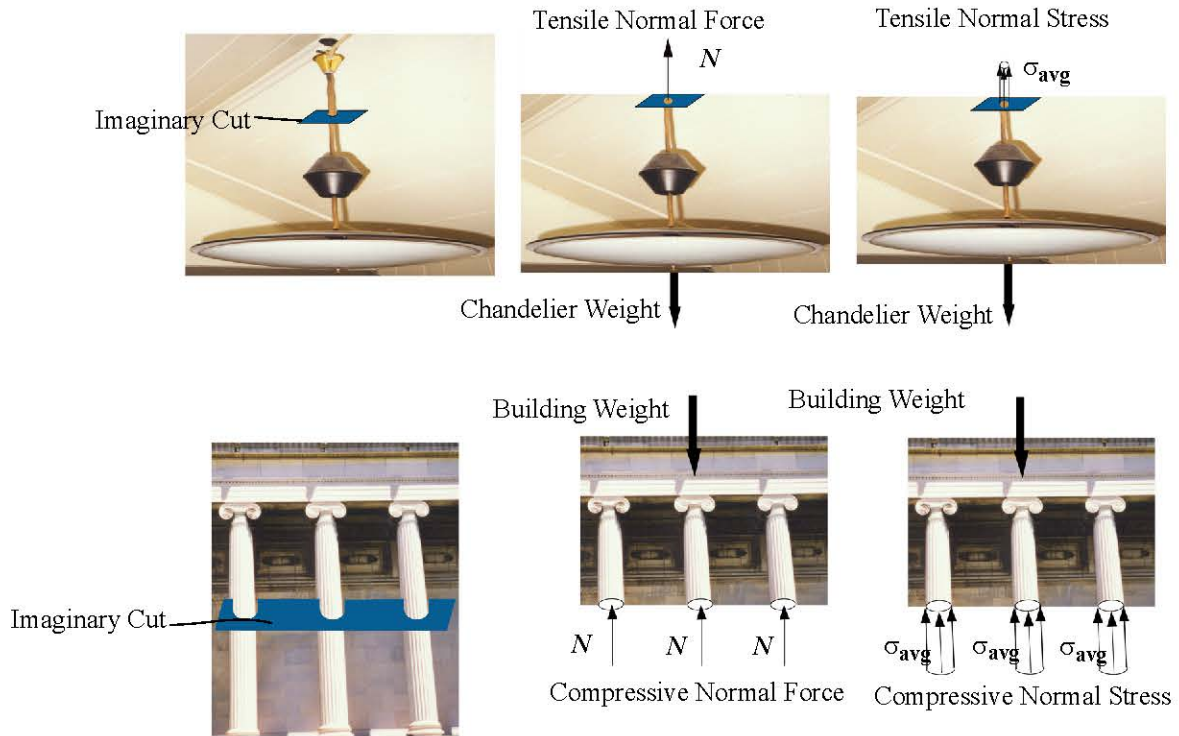 Tensile Normal Force
Tensile Normal Stress
N
σavg
Imaginary Cut
Chandelier Weight
Chandelier Weight
Building Weight
Building Weight
Imaginary Cut
N
N
N
σavg
σavg
σavg
Compressive Normal Force
Compressive Normal Stress